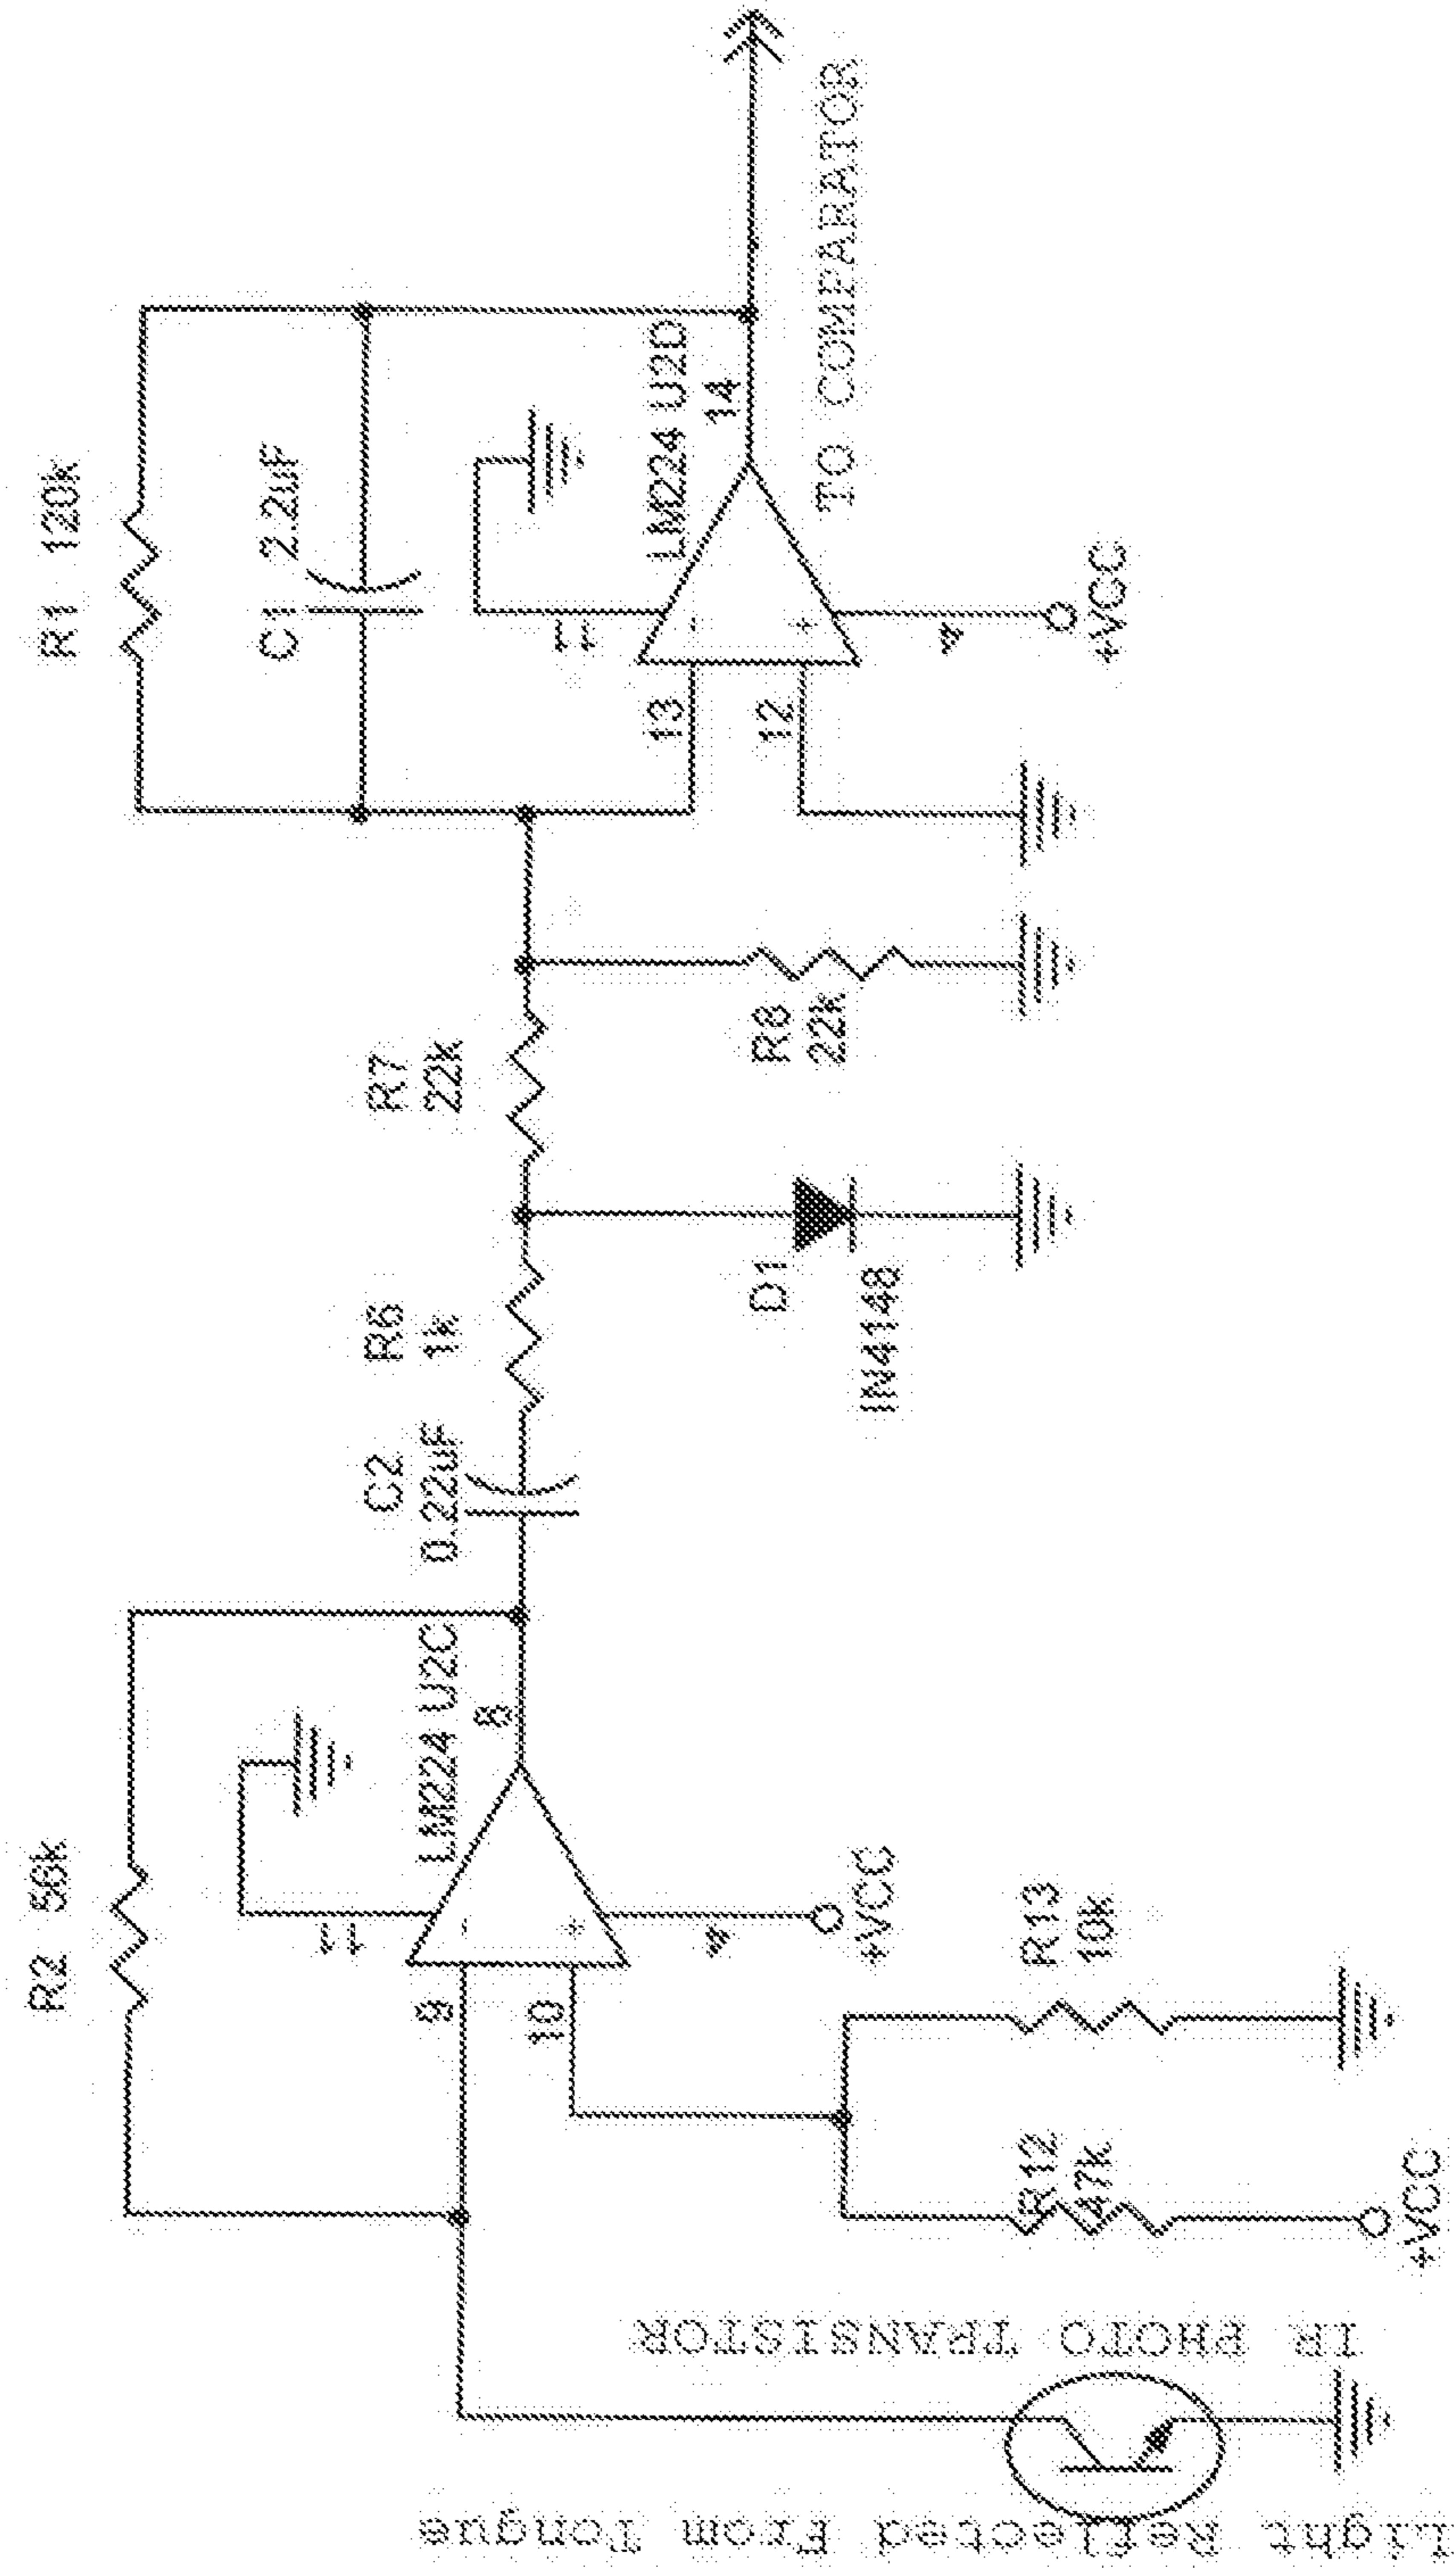 Light Reflected From Tongue
IR PHOTO TRANSISTOR
+VCC
R12
47k
R13
10k
R2 56k
9
10
11
4
+VCC
LM224 U2C
8
C2
0.22uF
R6
1k
D1
IN4148
R7
22k
R8
22k
R1 120k
C1 2.2uF
13
12
11
4
+VCC
LM224 U2D
14
TO COMPARATOR